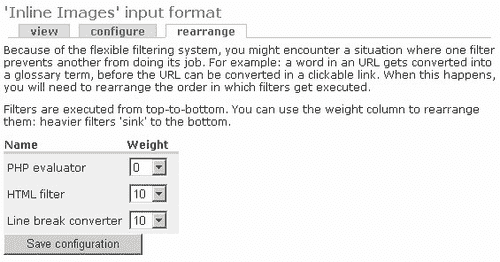 'Inline Images' input format
view configure rearrange
Because of the flexible filtering system, you might encounter a situation where one filter
prevents another from doing its job. For example: a word in an URL gets converted into
a glossary term, before the URL can be converted in a clickable link. When this happens,
you will need to rearrange the order in which filters get executed.
Filters are executed from top-to-bottom. You can use the weight column to rearrange
them: heavier filters 'sink' to the bottom.
Name Weight
PHP evaluator 0
HTML filter 10
Line break converter 10
Save configuration